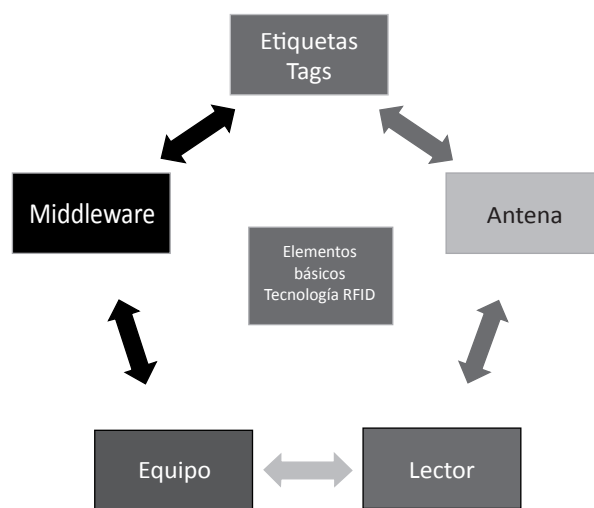 Etiquetas
Tags
Middleware
Antena
Elementos
básicos
Tecnología RFID
Equipo
Lector